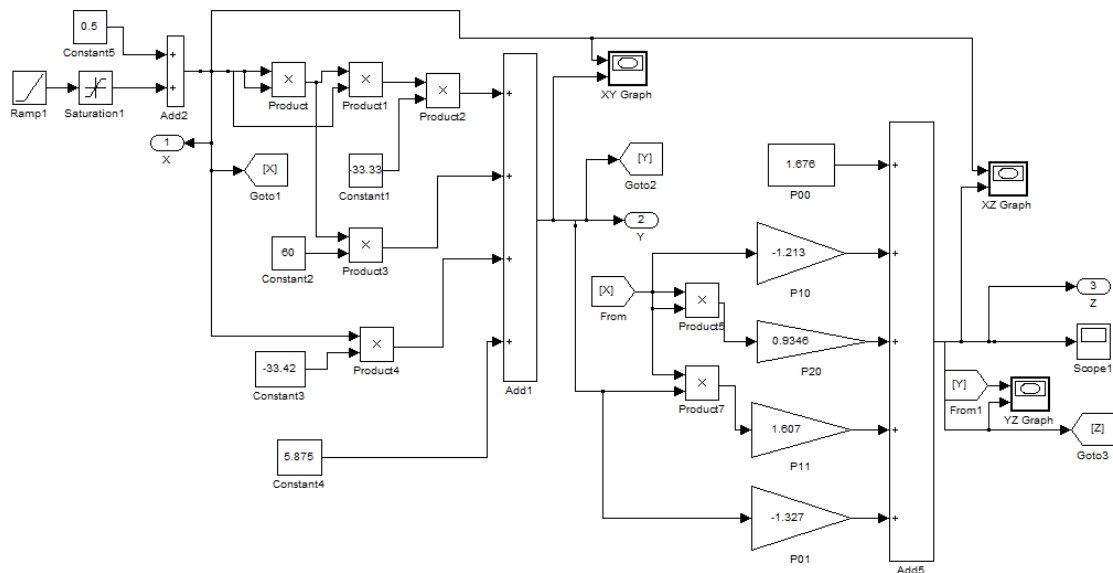 0.5
Constant5
+
+
Ramp1
Saturation1
Add2
×
Product
×
Product1
×
Product2
XY Graph
1
X
[X]
Goto1
-33.33
Constant1
+
+
+
+
Add1
60
Constant2
×
Product3
-33.42
Constant3
×
Product4
5.875
Constant4
[Y]
Goto2
2
Y
1.676
P00
-1.213
P10
[X]
From
×
Product5
0.9346
P20
×
Product7
1.607
P11
-1.327
P01
+
+
+
+
+
Add5
XZ Graph
3
Z
Scope1
[Y]
From1
YZ Graph
[Z]
Goto3